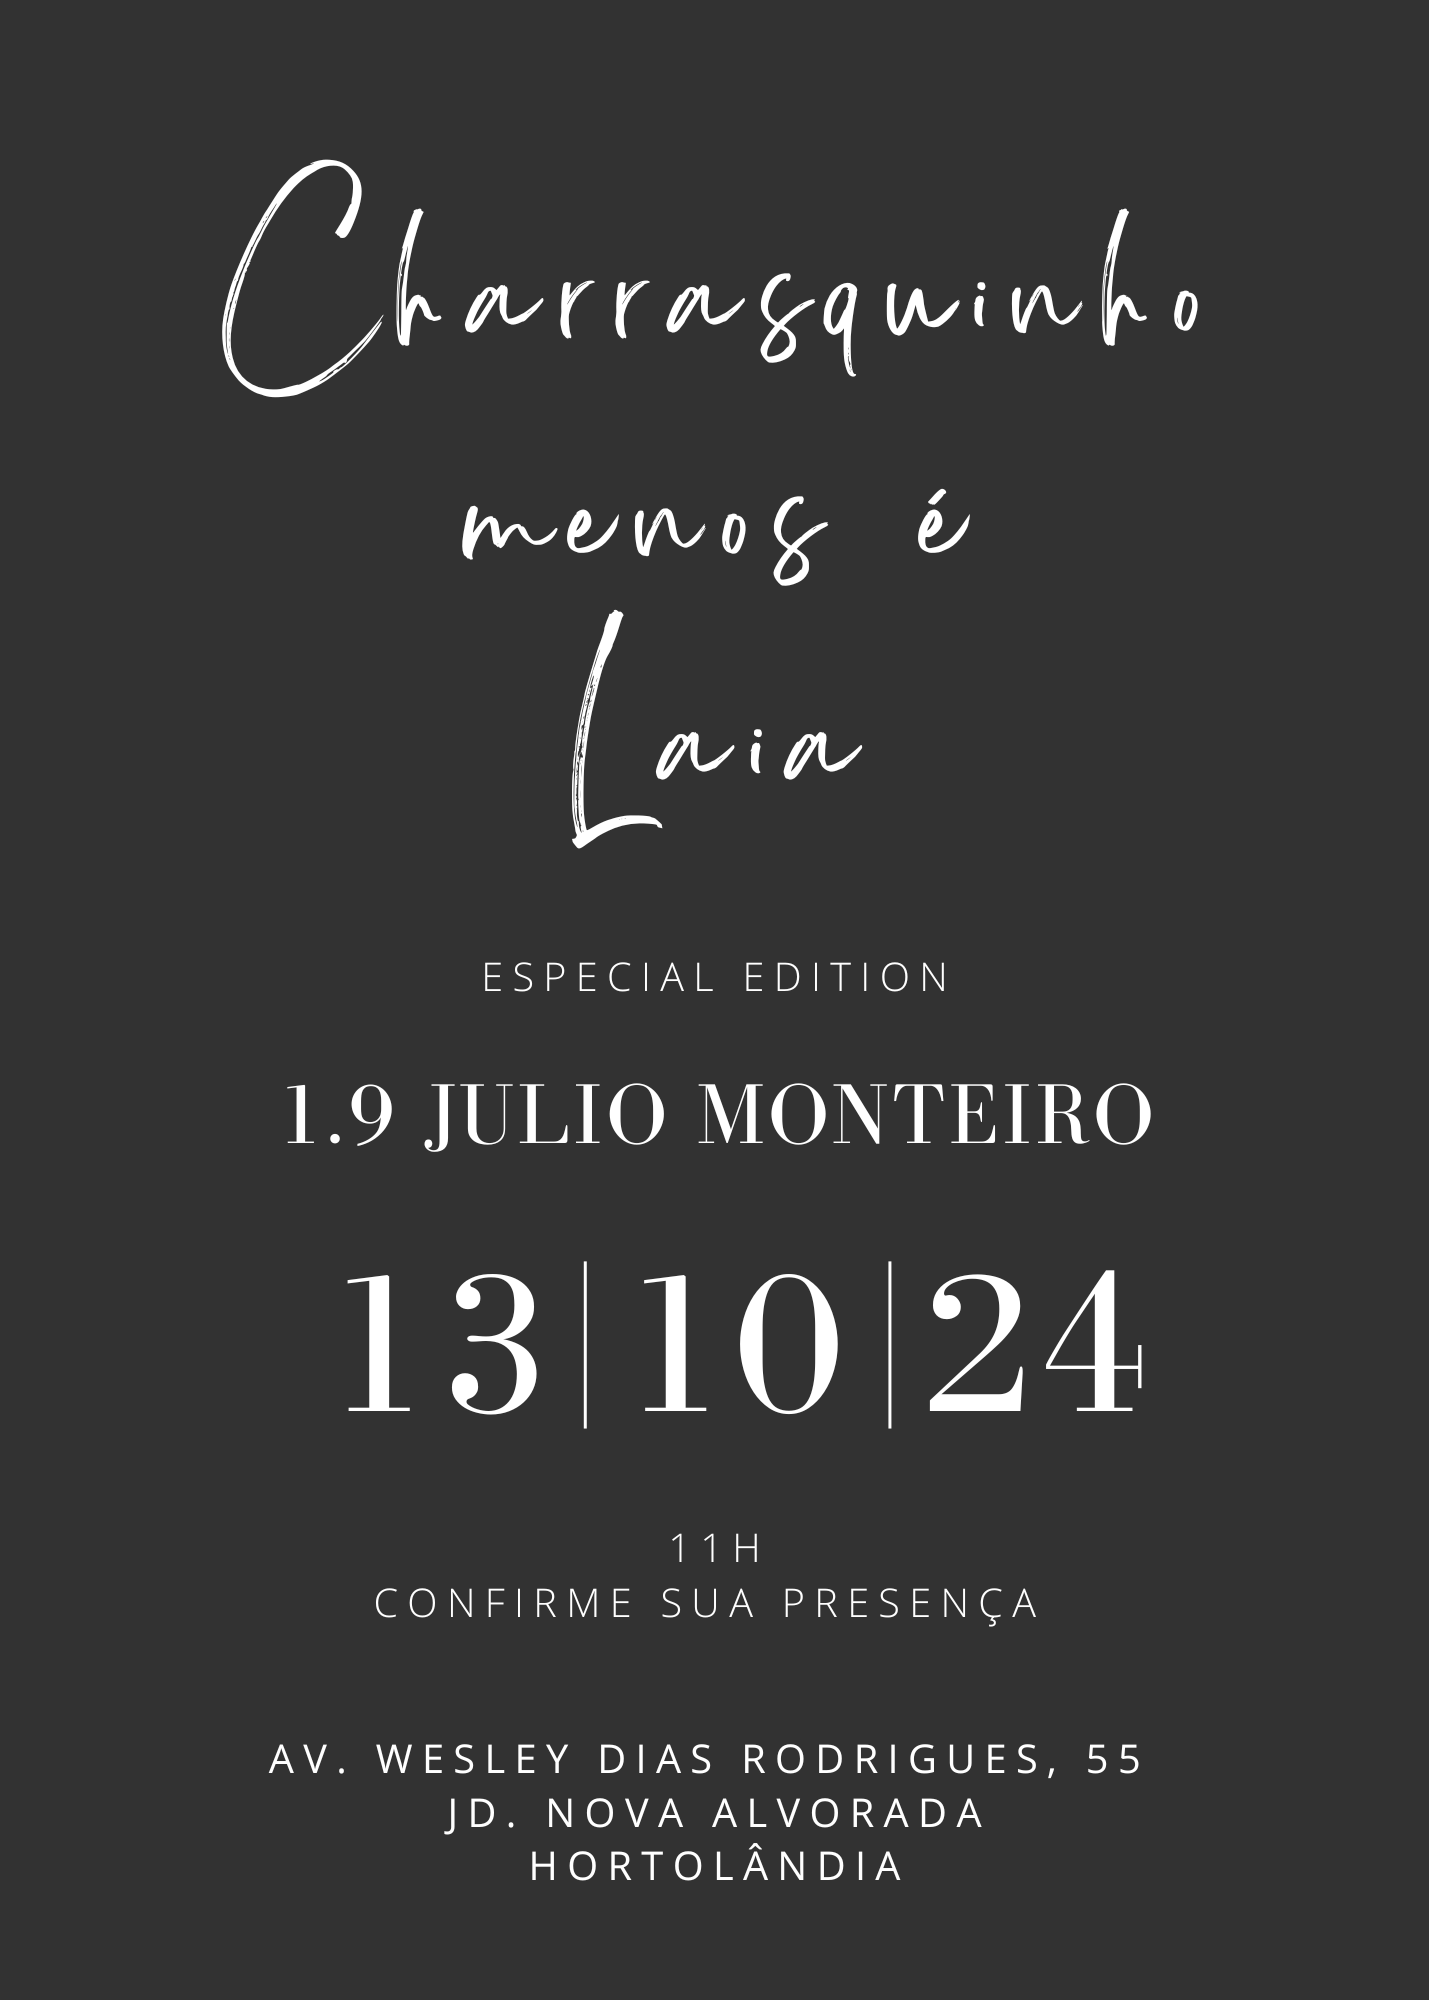 Charrasquinho
menos é
Laia
ESPECIAL EDITION
1.9 JULIO MONTEIRO
13|10|24
11H
CONFIRME SUA PRESENÇA
AV. WESLEY DIAS RODRIGUES, 55
JD. NOVA ALVORADA
HORTOLÂNDIA